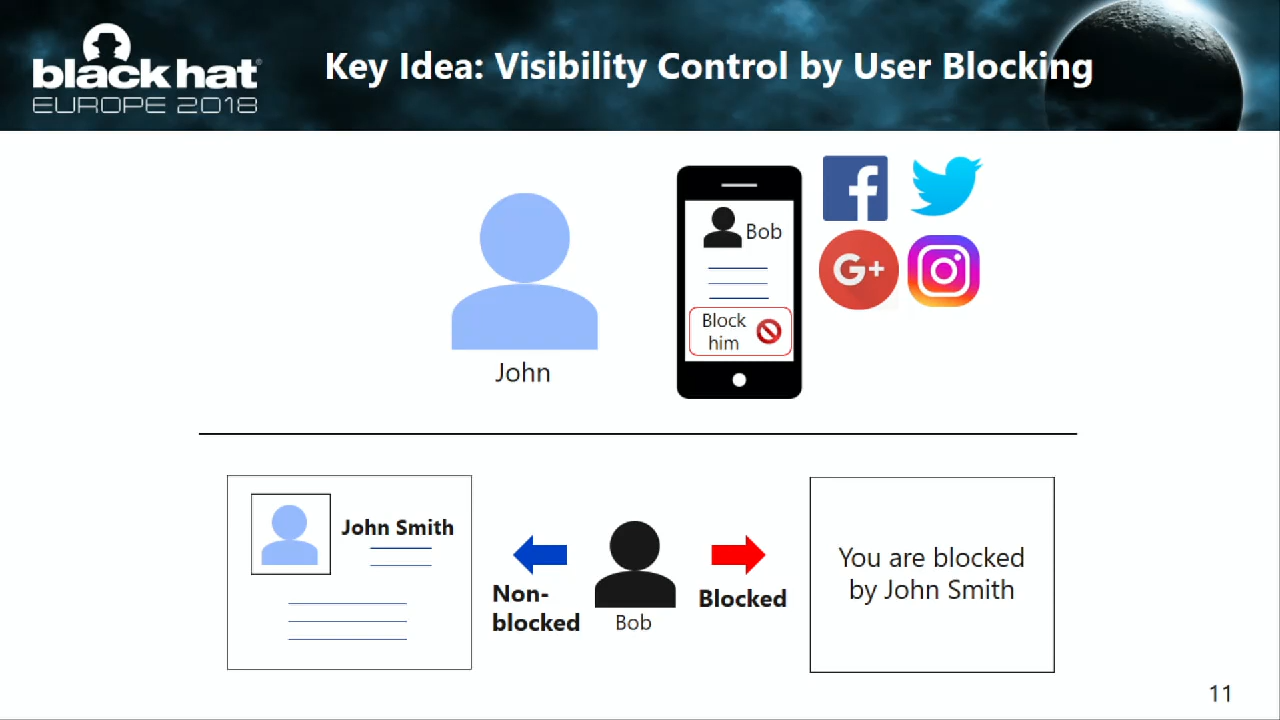 black hat
EUROPE 2018
Key Idea: Visibility Control by User Blocking
Bob
Block
him
f
G+
John
John Smith
Non-
blocked
Bob
Blocked
You are blocked
by John Smith
11